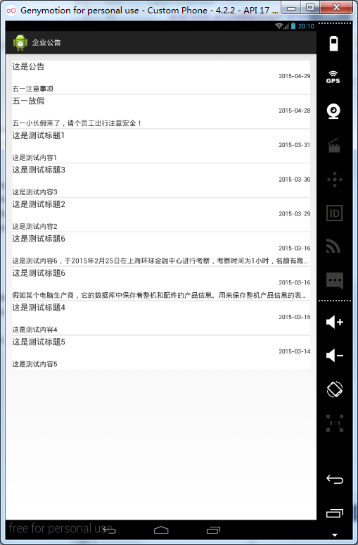 Genymotion for personal use - Custom Phone - 4.2.2 - API 17 ...
20:10
企业公告
这是公告
2015-04-29
五一注意事项
五一放假
2015-04-28
五一小长假来了，请个员工出行注意安全！
这是测试标题1
2015-03-31
这是测试内容1
这是测试标题3
2015-03-30
这是测试内容3
这是测试标题2
2015-03-29
这是测试内容2
这是测试标题6
2015-03-16
这是测试内容6，于2015年2月25日在上海环球金融中心进行考察，考察时间为1小时，名额有限...
这是测试标题6
2015-03-16
假如某个电脑生产商，它的数据库中保存着整机和配件的产品信息。用来保存整机产品信息的表...
这是测试标题4
2015-03-15
这是测试内容4
这是测试标题5
2015-03-14
这是测试内容5
GPS
ID
1:1
free for personal use